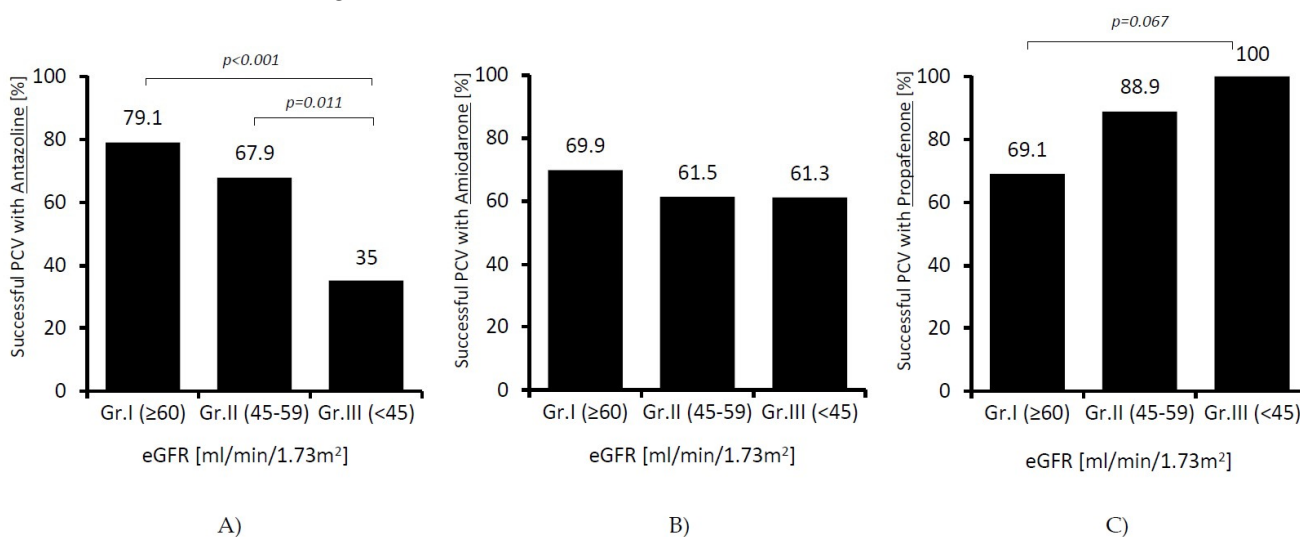 p<0.001
p=0.011
Successful PCV with Antazoline [%]
100
80
60
40
20
0
79.1
67.9
35
Gr.I (≥60) Gr.II (45-59) Gr.III (<45)
eGFR [ml/min/1.73m²]
A)
Successful PCV with Amiodarone [%]
100
80
60
40
20
0
69.9
61.5
61.3
Gr.I (≥60) Gr.II (45-59) Gr.III (<45)
eGFR [ml/min/1.73m²]
B)
p=0.067
Successful PCV with Propafenone [%]
100
80
60
40
20
0
69.1
88.9
100
Gr.I (≥60) Gr.II (45-59) Gr.III (<45)
eGFR [ml/min/1.73m²]
C)